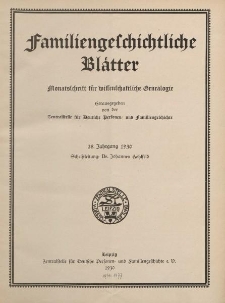 Familiengeschichtliche
Blätter
Monatsschrift für wissenschaftliche Genealogie
Herausgegeben
von der
Zentralstelle für Deutsche Personen- und Familiengeschichte
28 Jahrgang 1930
Schriftleitung: Dr. Johannes Hohlfeld
LEIPZIG
Leipzig
Zentralstelle für Deutsche Personen- und Familiengeschichte e. V.
1930